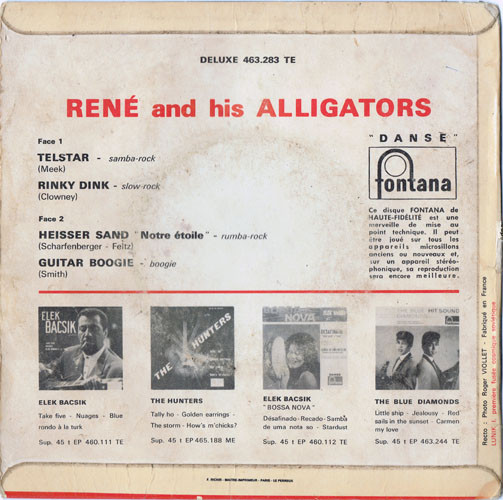 DELUXE 463.283 TE
RENÉ and his ALLIGATORS
Face 1
TELSTAR - samba-rock
(Meek)
RINKY DINK - slow-rock
(Clowney)
Face 2
HEISSER SAND "Notre étoile" - rumba-rock
(Scharfenberger - Feltz)
GUITAR BOOGIE - boogie
(Smith)
"DANSE"
fontana
Ce disque FONTANA de
HAUTE-FIDÉLITÉ est une
merveille de mise au
point technique. Il peut
être joué sur tous les
appareils microsillons
anciens ou nouveaux et,
sur un appareil stéréo-
phonique, sa reproduction
sera encore meilleure.
ELEK
BACSIK
THE HUNTERS
NOVA
THE BLUE HIT SOUND
ELEK BACSIK
Take five - Nuages - Blue
rondo à la turk
Sup. 45 t EP 460.111 TE
THE HUNTERS
Tally ho - Golden earrings -
The storm - How's m'chicks?
Sup. 45 t EP 465.188 ME
ELEK BACSIK
"BOSSA NOVA"
Désafinado - Recado - Samba
de uma nota so - Stardust
Sup. 45 t EP 460.112 TE
THE BLUE DIAMONDS
Little ship - Jealousy - Red
sails in the sunset - Carmen
my love
Sup. 45 t EP 463.244 TE
Recto : Photo Roger VIOLLET - Fabriqué en France
LUNIK I, première fusée cosmique soviétique